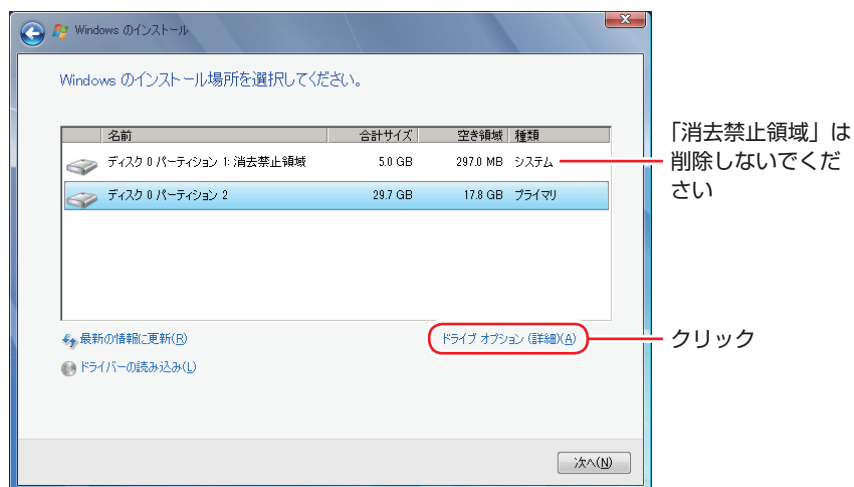 Windows のインストール
Windows のインストール場所を選択してください。
名前 合計サイズ 空き領域 種類
ディスク 0 パーティション 1: 消去禁止領域 5.0 GB 297.0 MB システム
ディスク 0 パーティション 2 29.7 GB 17.8 GB プライマリ
「消去禁止領域」は
削除しないでくだ
さい
最新の情報に更新(R) ドライブ オプション (詳細)(A)
クリック
ドライバーの読み込み(L)
次へ(N)